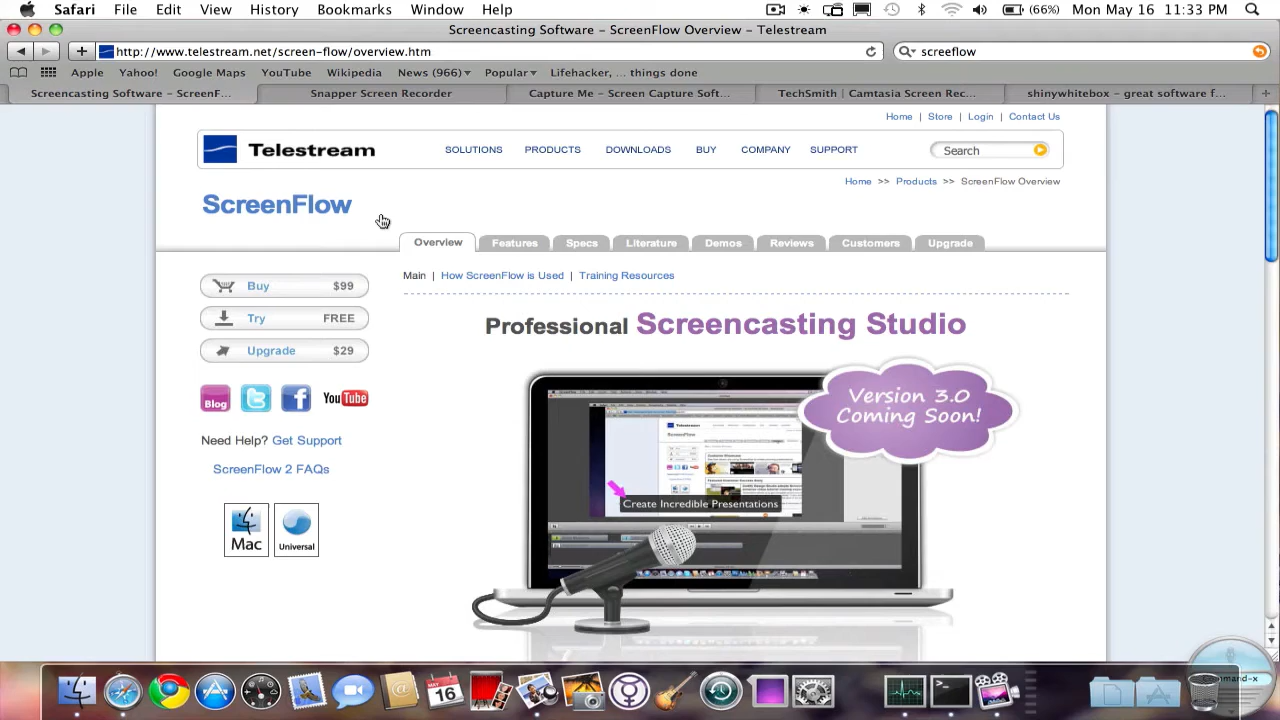 Safari File Edit View History Bookmarks Window Help (66%) Mon May 16 11:33 PM
Screencasting Software – ScreenFlow Overview – Telestream
http://www.telestream.net/screen-flow/overview.htm screeflow
Apple Yahoo! Google Maps YouTube Wikipedia News (966) Popular Lifehacker, ... things done
Screencasting Software – ScreenF... Snapper Screen Recorder Capture Me – Screen Capture Soft... TechSmith | Camtasia Screen Rec... shinywhitebox – great software f...
Home | Store | Login | Contact Us
Telestream SOLUTIONS PRODUCTS DOWNLOADS BUY COMPANY SUPPORT Search
Home >> Products >> ScreenFlow Overview
ScreenFlow
Overview Features Specs Literature Demos Reviews Customers Upgrade
Main | How ScreenFlow is Used | Training Resources
Buy $99
Try FREE
Upgrade $29
Professional Screencasting Studio
Version 3.0
Coming Soon!
Blog You Tube
Need Help? Get Support
ScreenFlow 2 FAQs
Create Incredible Presentations
Mac Universal
MAY
16
Command-x